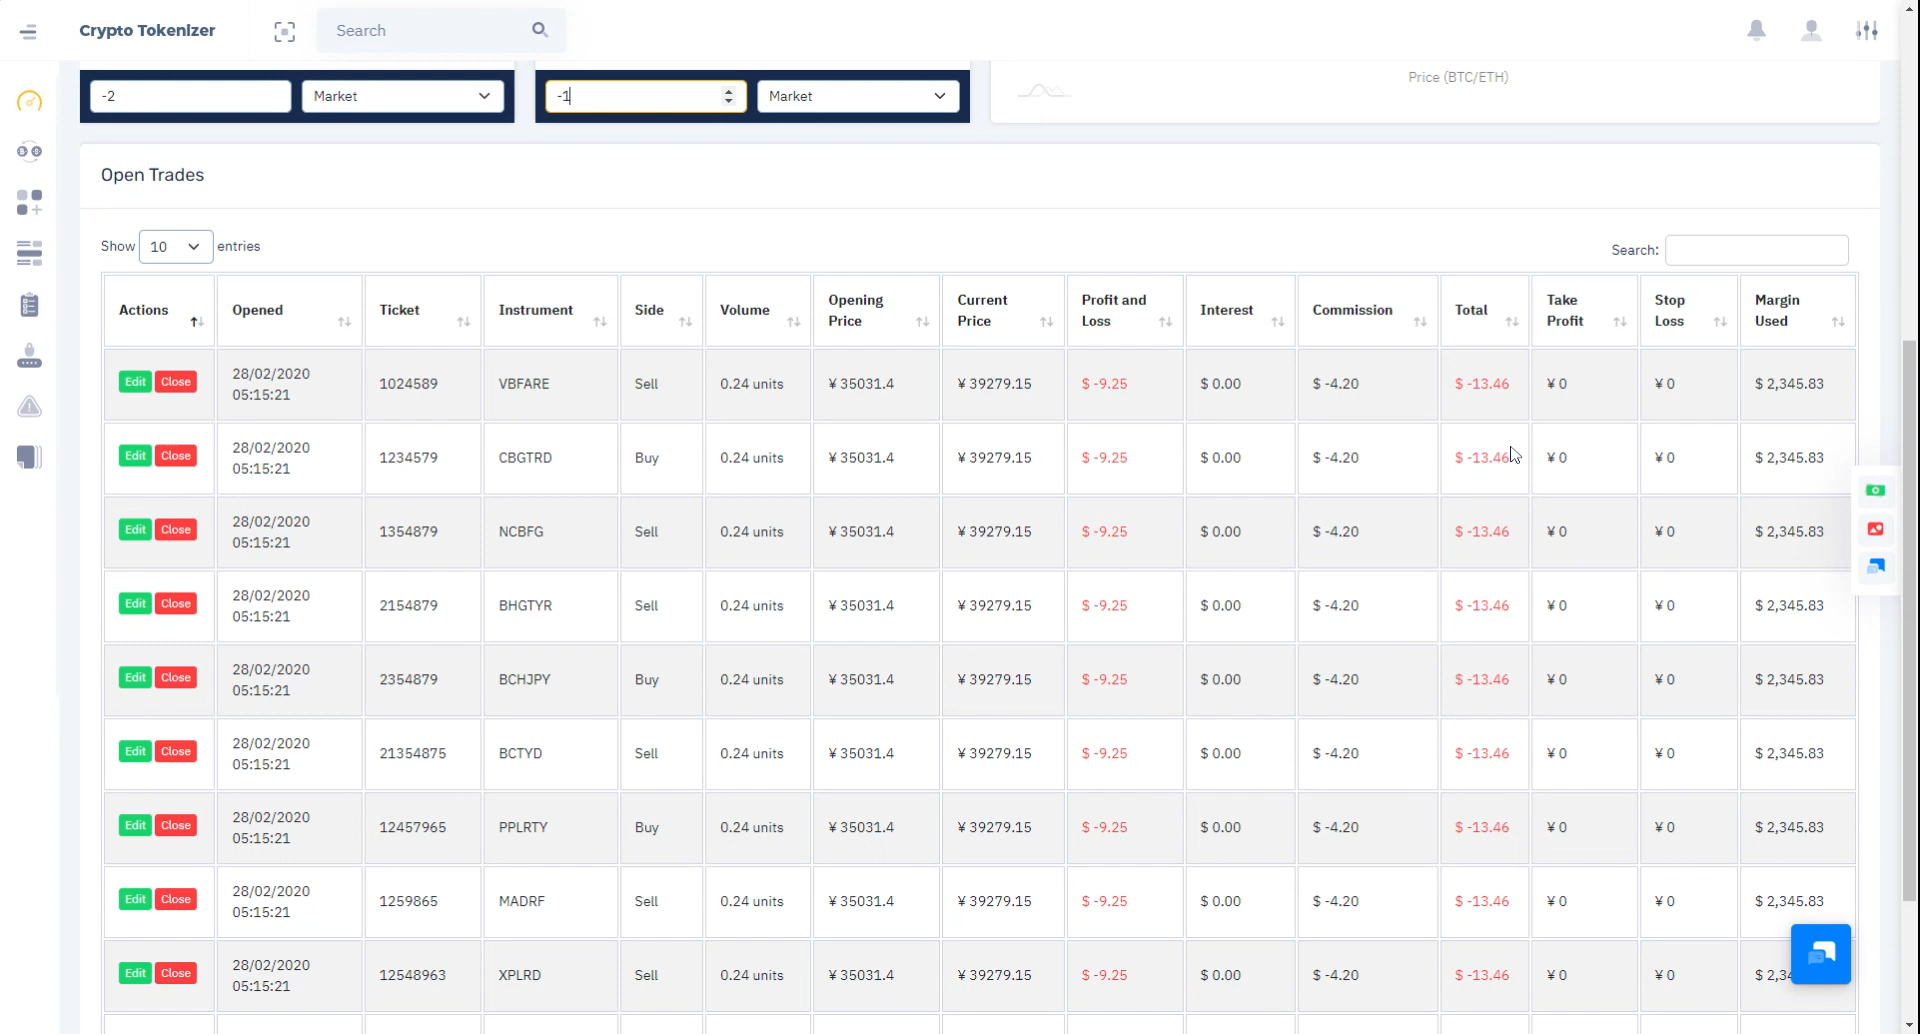 Crypto Tokenizer
Search
-2
Market
-1
Market
Price (BTC/ETH)
Open Trades
Show 10 entries
Search:
Actions Opened Ticket Instrument Side Volume Opening Price Current Price Profit and Loss Interest Commission Total Take Profit Stop Loss Margin Used
Edit Close 28/02/2020 05:15:21 1024589 VBFARE Sell 0.24 units ¥ 35031.4 ¥ 39279.15 $ -9.25 $ 0.00 $ -4.20 $ -13.46 ¥ 0 ¥ 0 $ 2,345.83
Edit Close 28/02/2020 05:15:21 1234579 CBGTRD Buy 0.24 units ¥ 35031.4 ¥ 39279.15 $ -9.25 $ 0.00 $ -4.20 $ -13.46 ¥ 0 ¥ 0 $ 2,345.83
Edit Close 28/02/2020 05:15:21 1354879 NCBFG Sell 0.24 units ¥ 35031.4 ¥ 39279.15 $ -9.25 $ 0.00 $ -4.20 $ -13.46 ¥ 0 ¥ 0 $ 2,345.83
Edit Close 28/02/2020 05:15:21 2154879 BHGTYR Sell 0.24 units ¥ 35031.4 ¥ 39279.15 $ -9.25 $ 0.00 $ -4.20 $ -13.46 ¥ 0 ¥ 0 $ 2,345.83
Edit Close 28/02/2020 05:15:21 2354879 BCHJPY Buy 0.24 units ¥ 35031.4 ¥ 39279.15 $ -9.25 $ 0.00 $ -4.20 $ -13.46 ¥ 0 ¥ 0 $ 2,345.83
Edit Close 28/02/2020 05:15:21 21354875 BCTYD Sell 0.24 units ¥ 35031.4 ¥ 39279.15 $ -9.25 $ 0.00 $ -4.20 $ -13.46 ¥ 0 ¥ 0 $ 2,345.83
Edit Close 28/02/2020 05:15:21 12457965 PPLRTY Buy 0.24 units ¥ 35031.4 ¥ 39279.15 $ -9.25 $ 0.00 $ -4.20 $ -13.46 ¥ 0 ¥ 0 $ 2,345.83
Edit Close 28/02/2020 05:15:21 1259865 MADRF Sell 0.24 units ¥ 35031.4 ¥ 39279.15 $ -9.25 $ 0.00 $ -4.20 $ -13.46 ¥ 0 ¥ 0 $ 2,345.83
Edit Close 28/02/2020 05:15:21 12548963 XPLRD Sell 0.24 units ¥ 35031.4 ¥ 39279.15 $ -9.25 $ 0.00 $ -4.20 $ -13.46 ¥ 0 ¥ 0 $